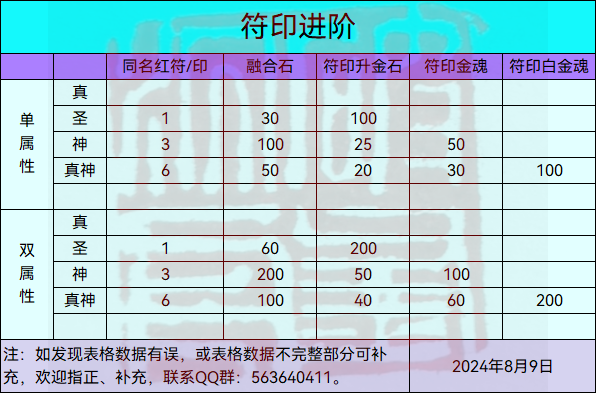 符印进阶
同名红符/印 融合石 符印升金石 符印金魂 符印白金魂
单属性
真
圣 1 30 100
神 3 100 25 50
真神 6 50 20 30 100
双属性
真
圣 1 60 200
神 3 200 50 100
真神 6 100 40 60 200
注：如发现表格数据有误，或表格数据不完整部分可补
充，欢迎指正、补充，联系QQ群：563640411。
2024年8月9日